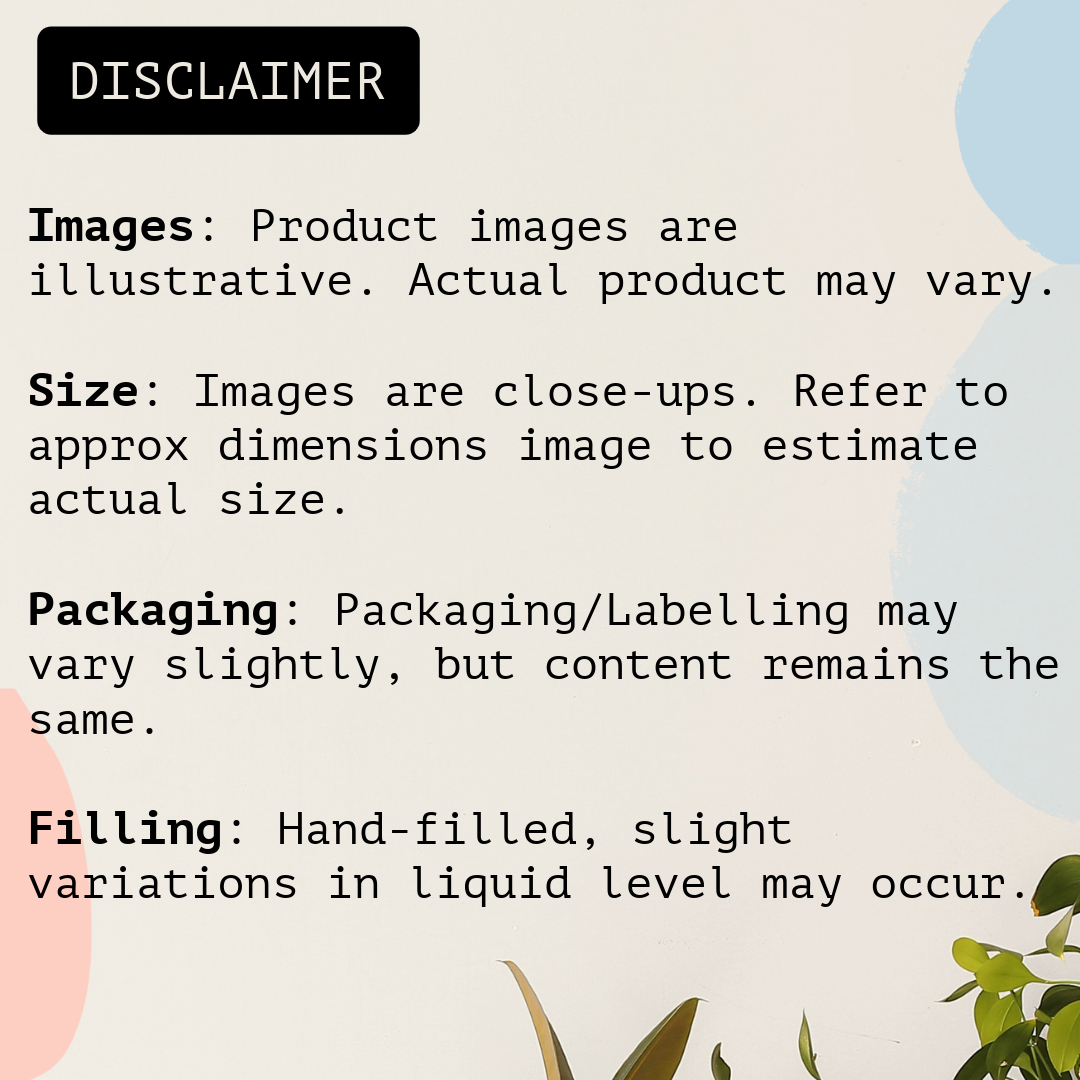 DISCLAIMER
Images: Product images are
illustrative. Actual product may vary.
Size: Images are close-ups. Refer to
approx dimensions image to estimate
actual size.
Packaging: Packaging/Labelling may
vary slightly, but content remains the
same.
Filling: Hand-filled, slight
variations in liquid level may occur.